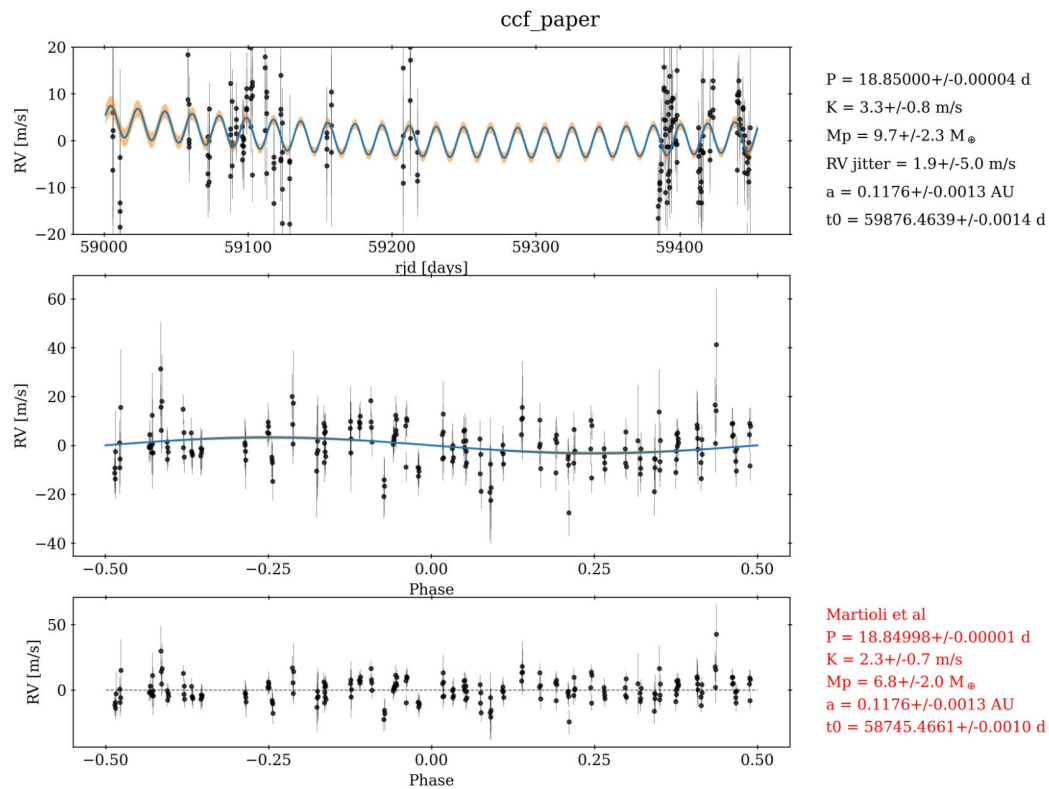 ccf_paper
20
10
0
−10
−20
RV [m/s]
59000
59100
59200
59300
59400
rjd [days]
P = 18.85000+/-0.00004 d
K = 3.3+/-0.8 m/s
Mp = 9.7+/-2.3 M⊕
RV jitter = 1.9+/-5.0 m/s
a = 0.1176+/-0.0013 AU
t0 = 59876.4639+/-0.0014 d
60
40
20
0
−20
−40
RV [m/s]
−0.50
−0.25
0.00
0.25
0.50
Phase
50
0
RV [m/s]
−0.50
−0.25
0.00
0.25
0.50
Phase
Martioli et al
P = 18.84998+/-0.00001 d
K = 2.3+/-0.7 m/s
Mp = 6.8+/-2.0 M⊕
a = 0.1176+/-0.0013 AU
t0 = 58745.4661+/-0.0010 d